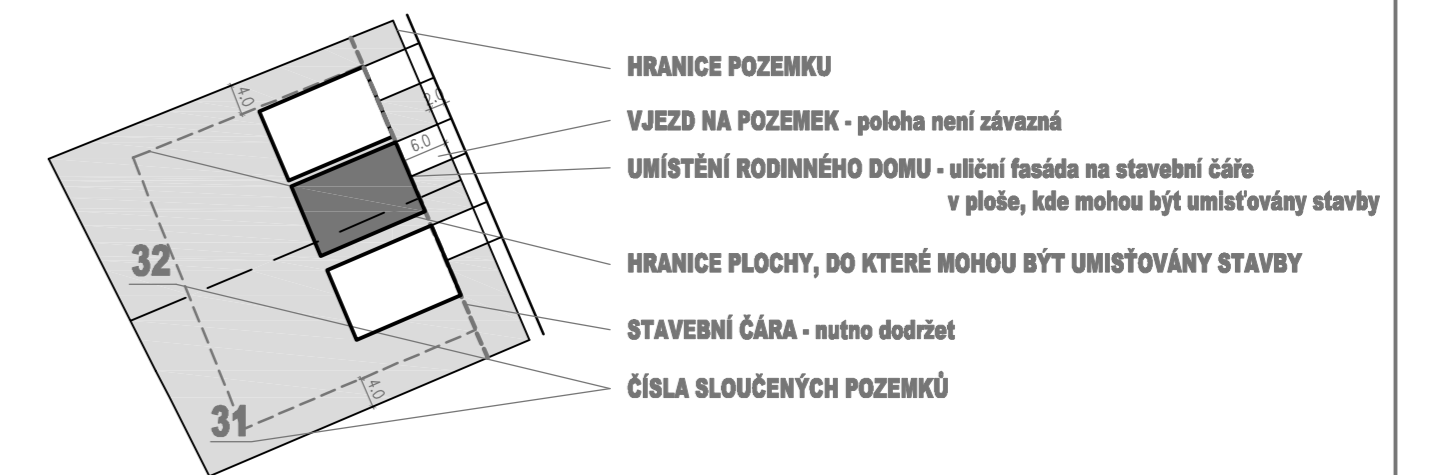 HRANICE POZEMKU
4.0
2.0
VJEZD NA POZEMEK - poloha není závazná
6.0
UMÍSTĚNÍ RODINNÉHO DOMU - uliční fasáda na stavební čáře
v ploše, kde mohou být umisťovány stavby
32
HRANICE PLOCHY, DO KTERÉ MOHOU BÝT UMISŤOVÁNY STAVBY
STAVEBNÍ ČÁRA - nutno dodržet
4.0
ČÍSLA SLOUČENÝCH POZEMKŮ
31